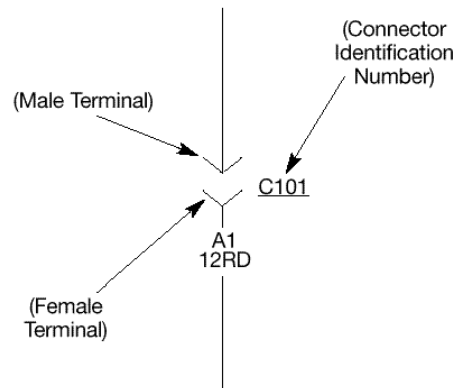 (Connector
Identification
Number)
(Male Terminal)
C101
A1
12RD
(Female
Terminal)